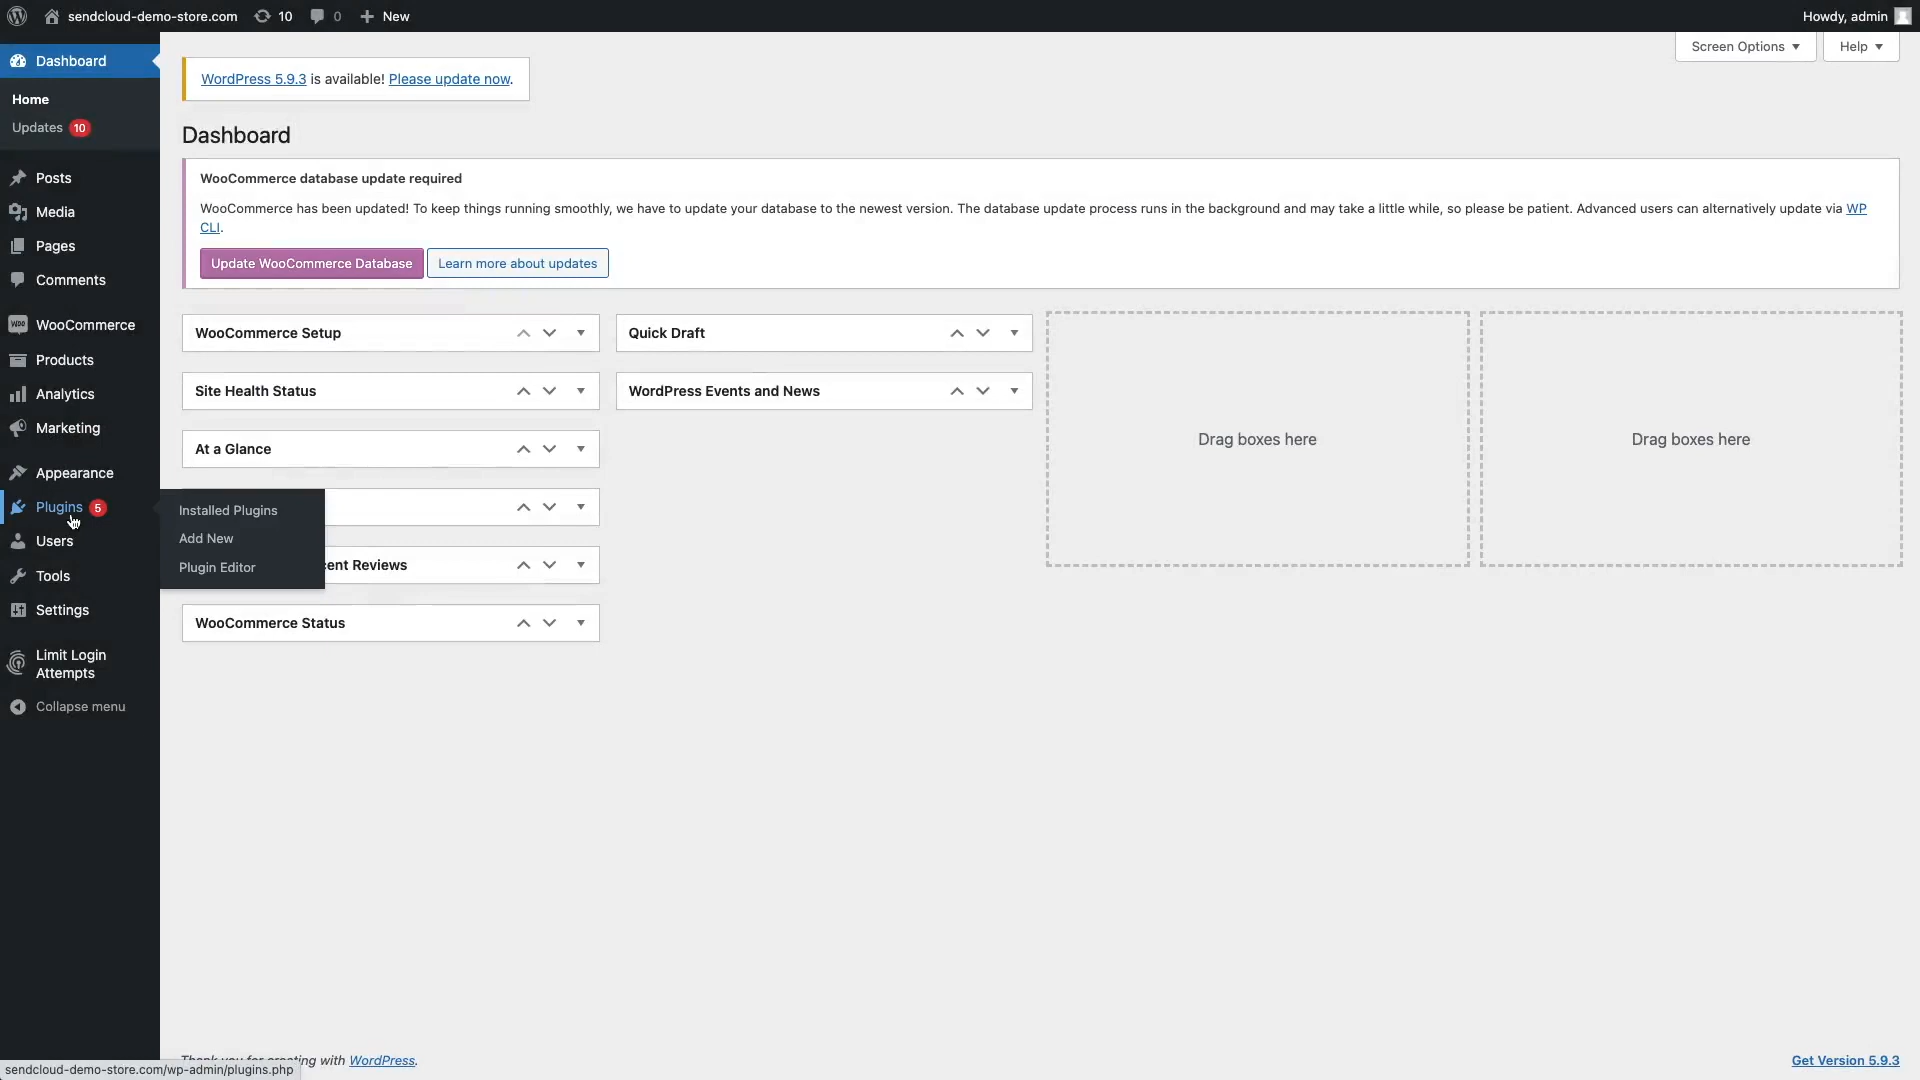 sendcloud-demo-store.com 10 0 New
Howdy, admin
Screen Options Help
Dashboard
Home
Updates 10
Posts
Media
Pages
Comments
WooCommerce
Products
Analytics
Marketing
Appearance
Plugins 5
Users
Tools
Settings
Limit Login
Attempts
Collapse menu
Installed Plugins
Add New
Plugin Editor
WordPress 5.9.3 is available! Please update now.
Dashboard
WooCommerce database update required
WooCommerce has been updated! To keep things running smoothly, we have to update your database to the newest version. The database update process runs in the background and may take a little while, so please be patient. Advanced users can alternatively update via WP
CLI.
Update WooCommerce Database Learn more about updates
WooCommerce Setup
Site Health Status
At a Glance
cent Reviews
WooCommerce Status
Quick Draft
WordPress Events and News
Drag boxes here
Drag boxes here
Thank you for creating with WordPress.
Get Version 5.9.3
sendcloud-demo-store.com/wp-admin/plugins.php